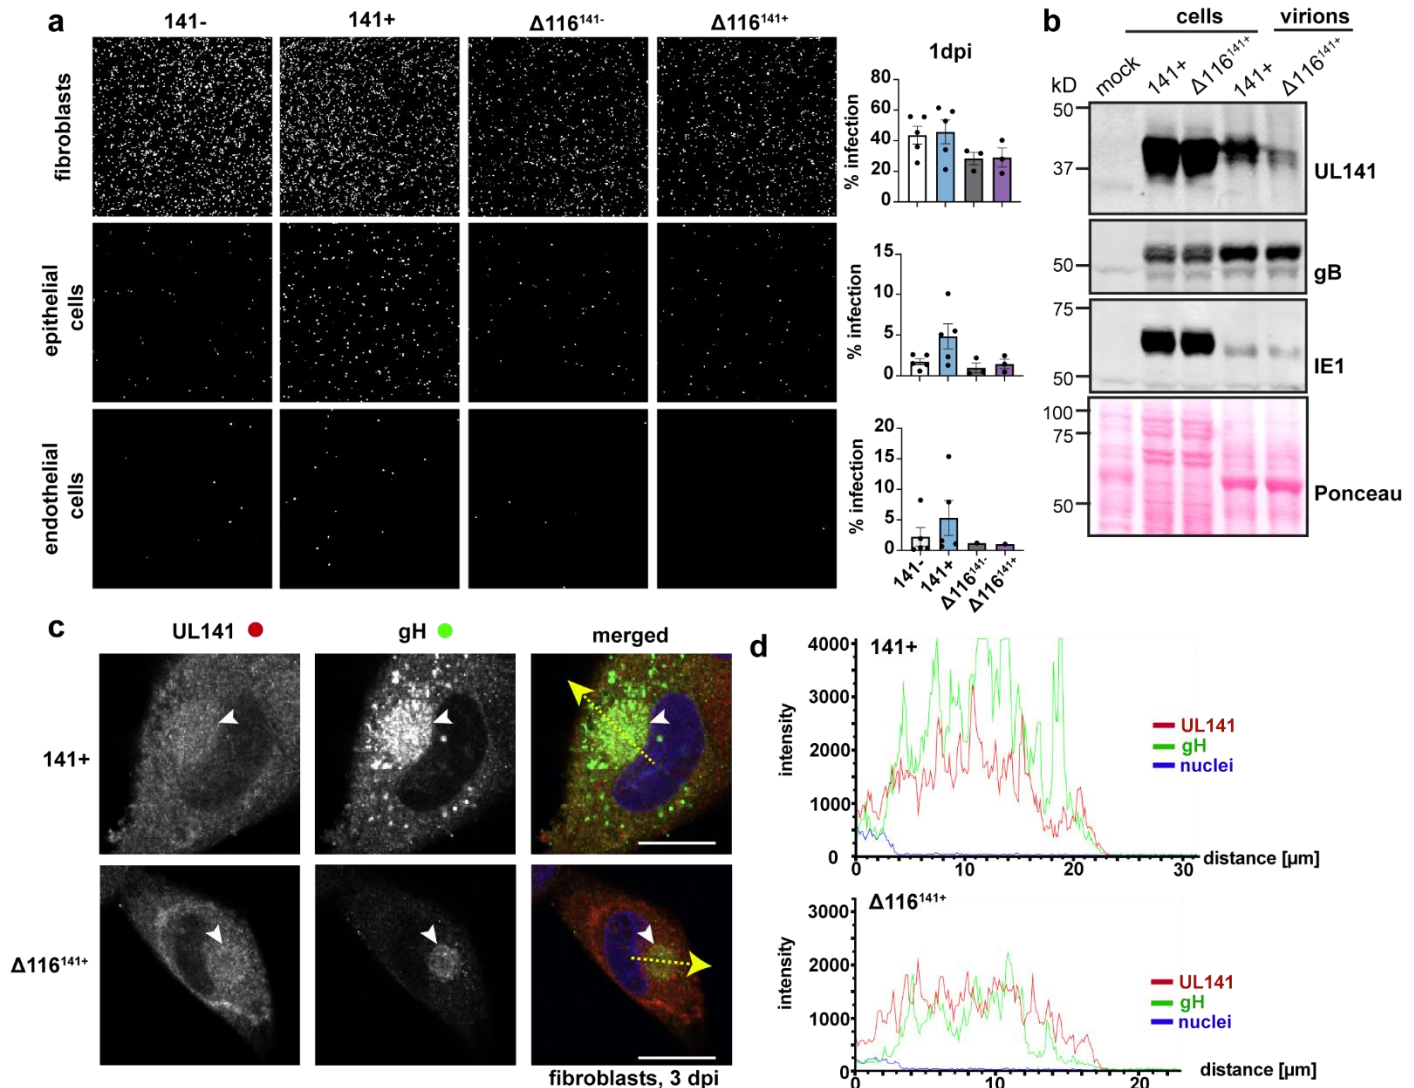 a
141-
141+
Δ116141-
Δ116141+
fibroblasts
epithelial
cells
endothelial
cells
1dpi
% infection
80
60
40
20
0
% infection
15
10
5
0
% infection
20
15
10
5
0
141-
141+
Δ116141-
Δ116141+
b
cells
virions
kD
mock
141+
Δ116141+
141+
Δ116141+
50
37
UL141
50
gB
75
50
IE1
100
75
50
Ponceau
c
UL141
gH
merged
141+
Δ116141+
fibroblasts, 3 dpi
d
141+
intensity
4000
3000
2000
1000
0
0
10
20
30
distance [µm]
UL141
gH
nuclei
Δ116141+
intensity
3000
2000
1000
0
0
10
20
distance [µm]
UL141
gH
nuclei